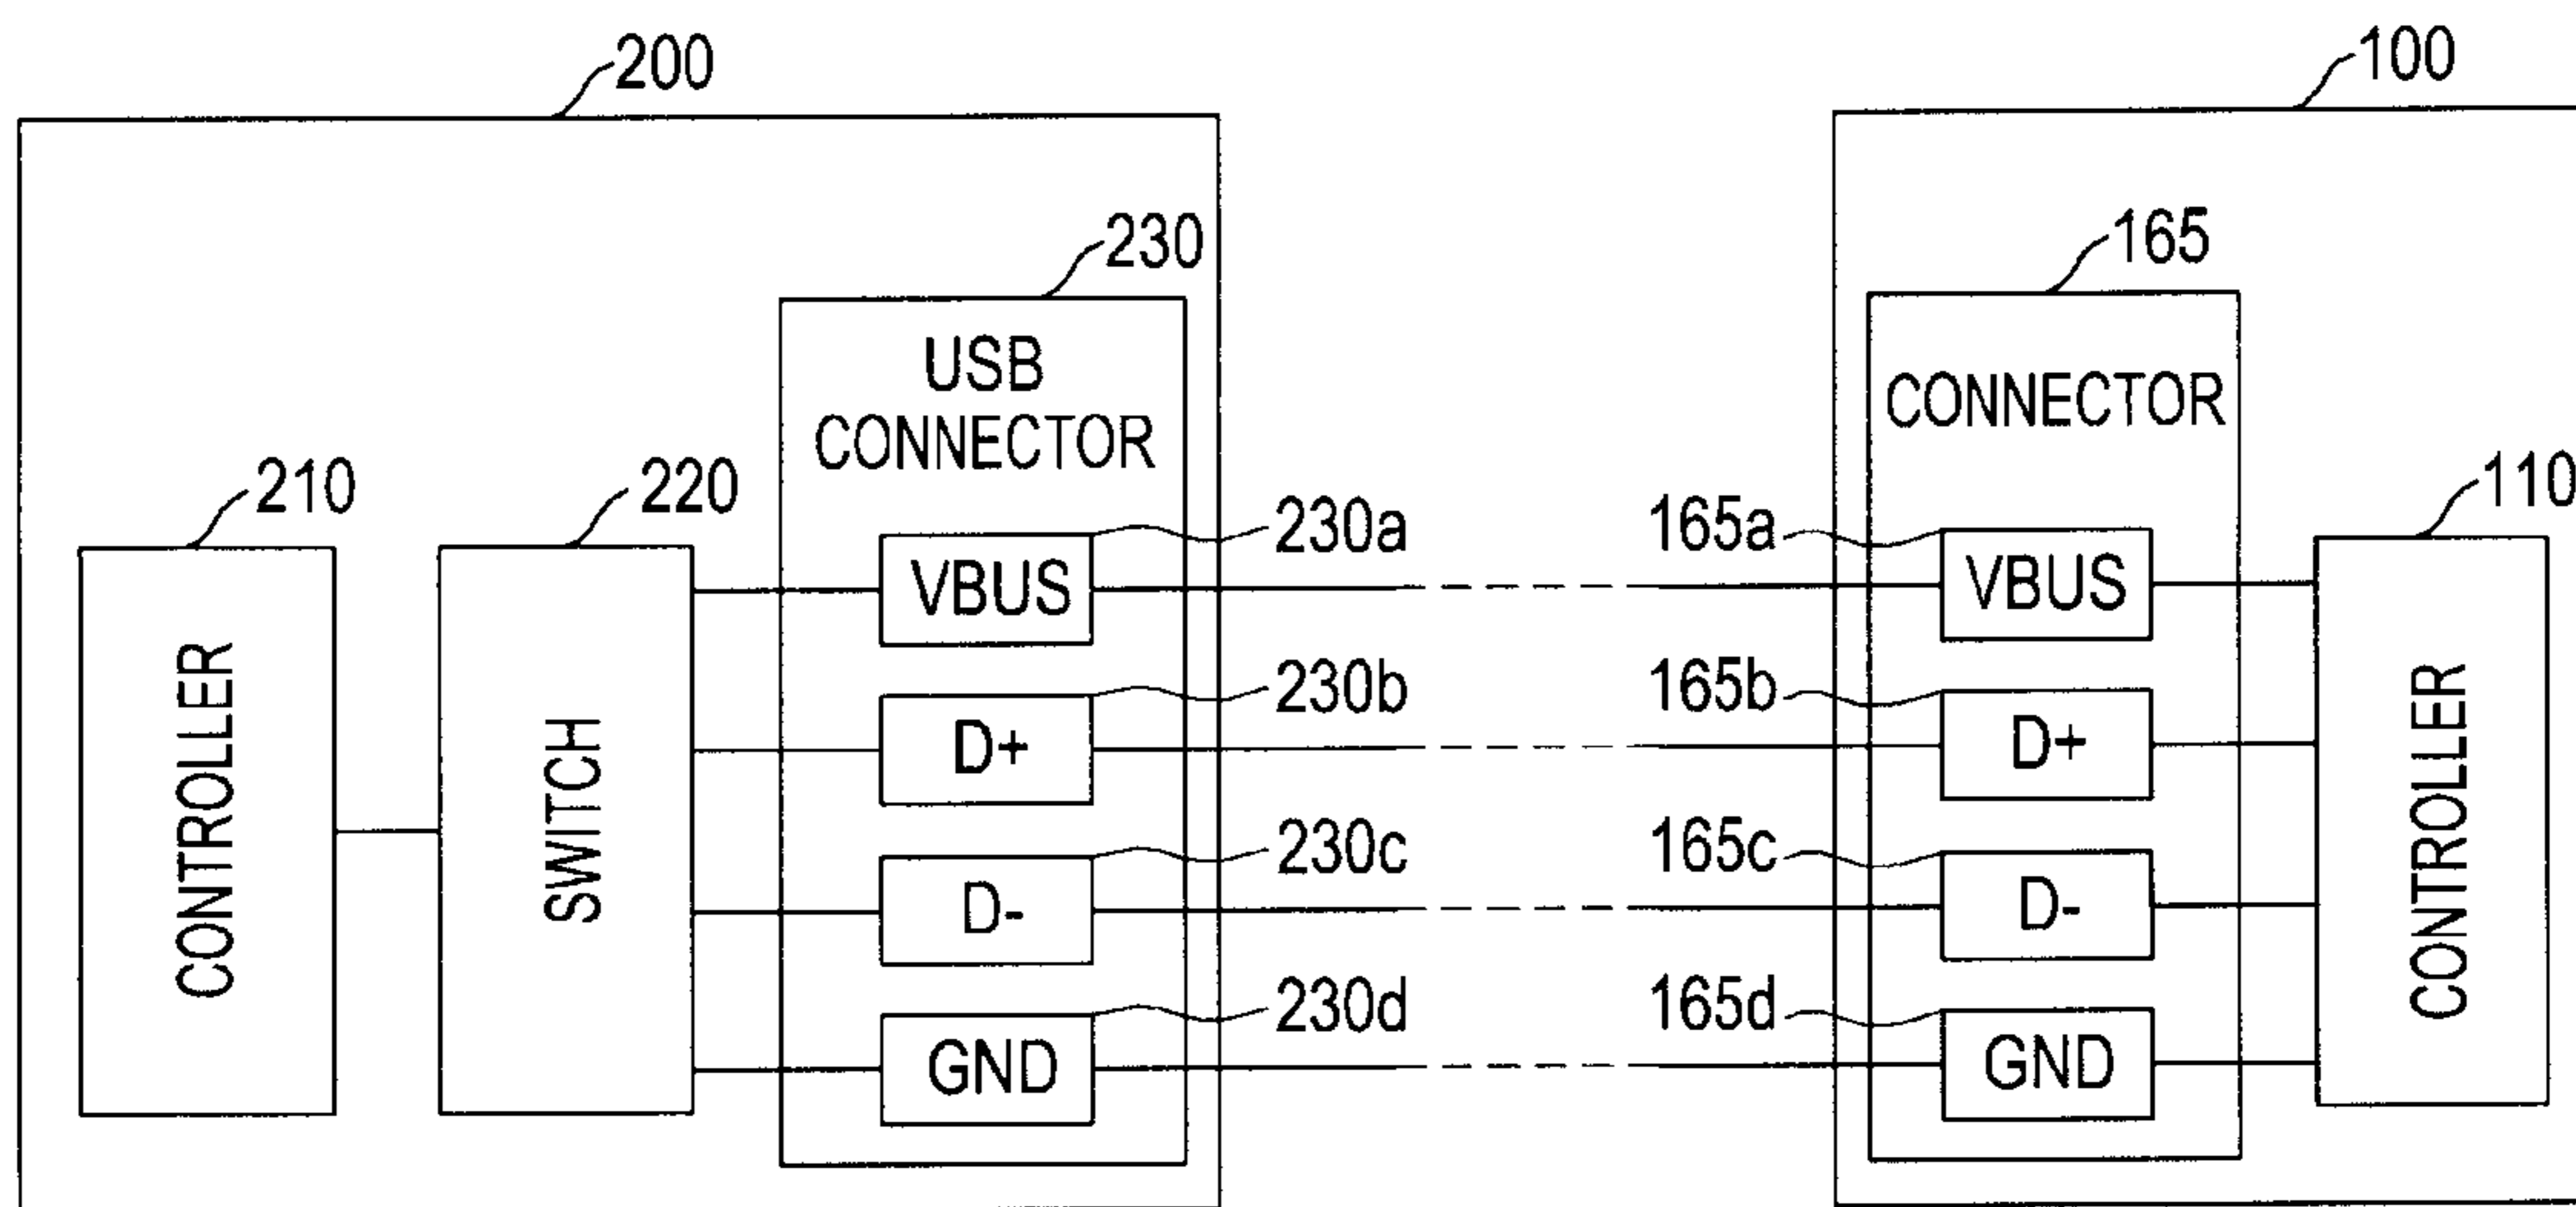 200
100
230
165
USB
CONNECTOR
CONNECTOR
210
220
110
230a
165a
VBUS
VBUS
230b
165b
D+
D+
CONTROLLER
SWITCH
CONTROLLER
230c
165c
D-
D-
230d
165d
GND
GND